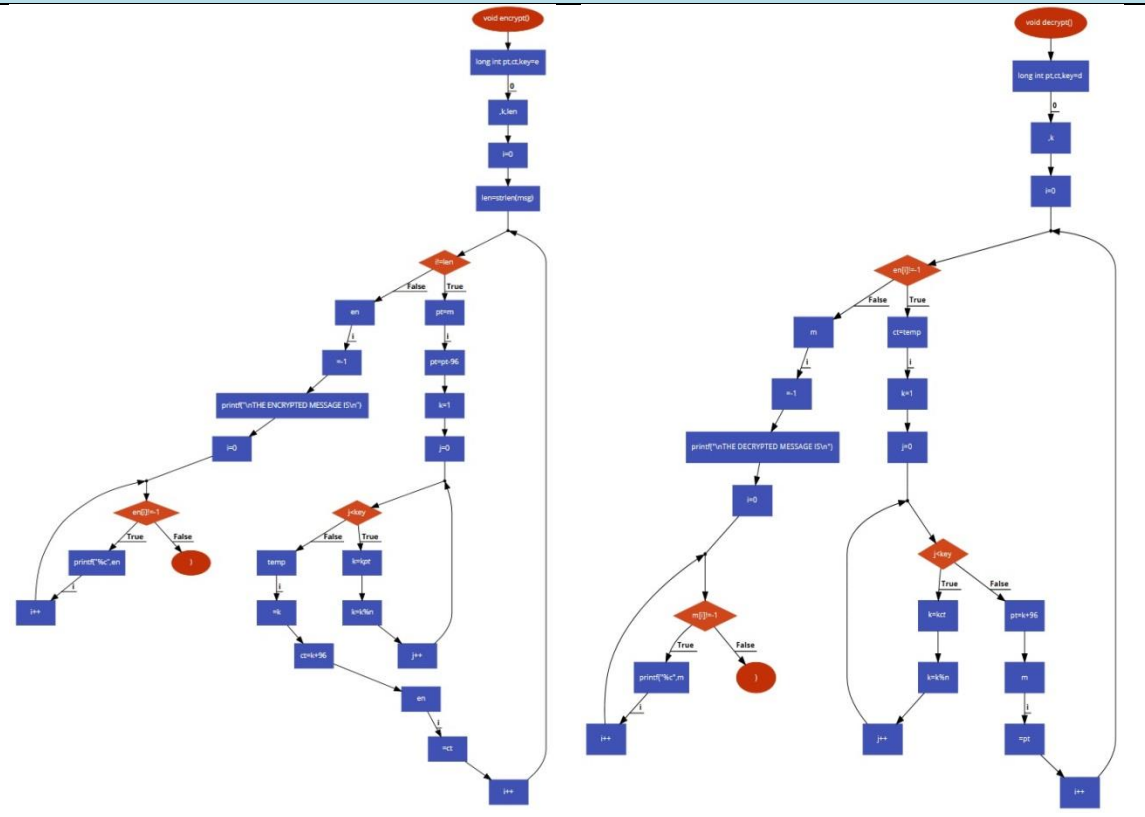 void encrypt()
long int pt,ct,key=e
0
,k,len
i=0
len=strlen(msg)
i!=len
False
True
en
i
=-1
printf("\nTHE ENCRYPTED MESSAGE IS\n")
i=0
en[i]!=-1
True
False
printf("%c",en
i
i++
}
pt=m
i
pt=pt-96
k=1
j=0
j<key
False
True
temp
i
=k
ct=k+96
en
i
=ct
i++
k=kpt
k=k%n
j++
void decrypt()
long int pt,ct,key=d
0
,k
i=0
en[i]!=-1
False
True
m
i
=-1
printf("\nTHE DECRYPTED MESSAGE IS\n")
i=0
m[i]!=-1
True
False
printf("%c",m
i
i++
}
ct=temp
i
k=1
j=0
j<key
True
False
k=kct
k=k%n
j++
pt=k+96
m
i
=pt
i++